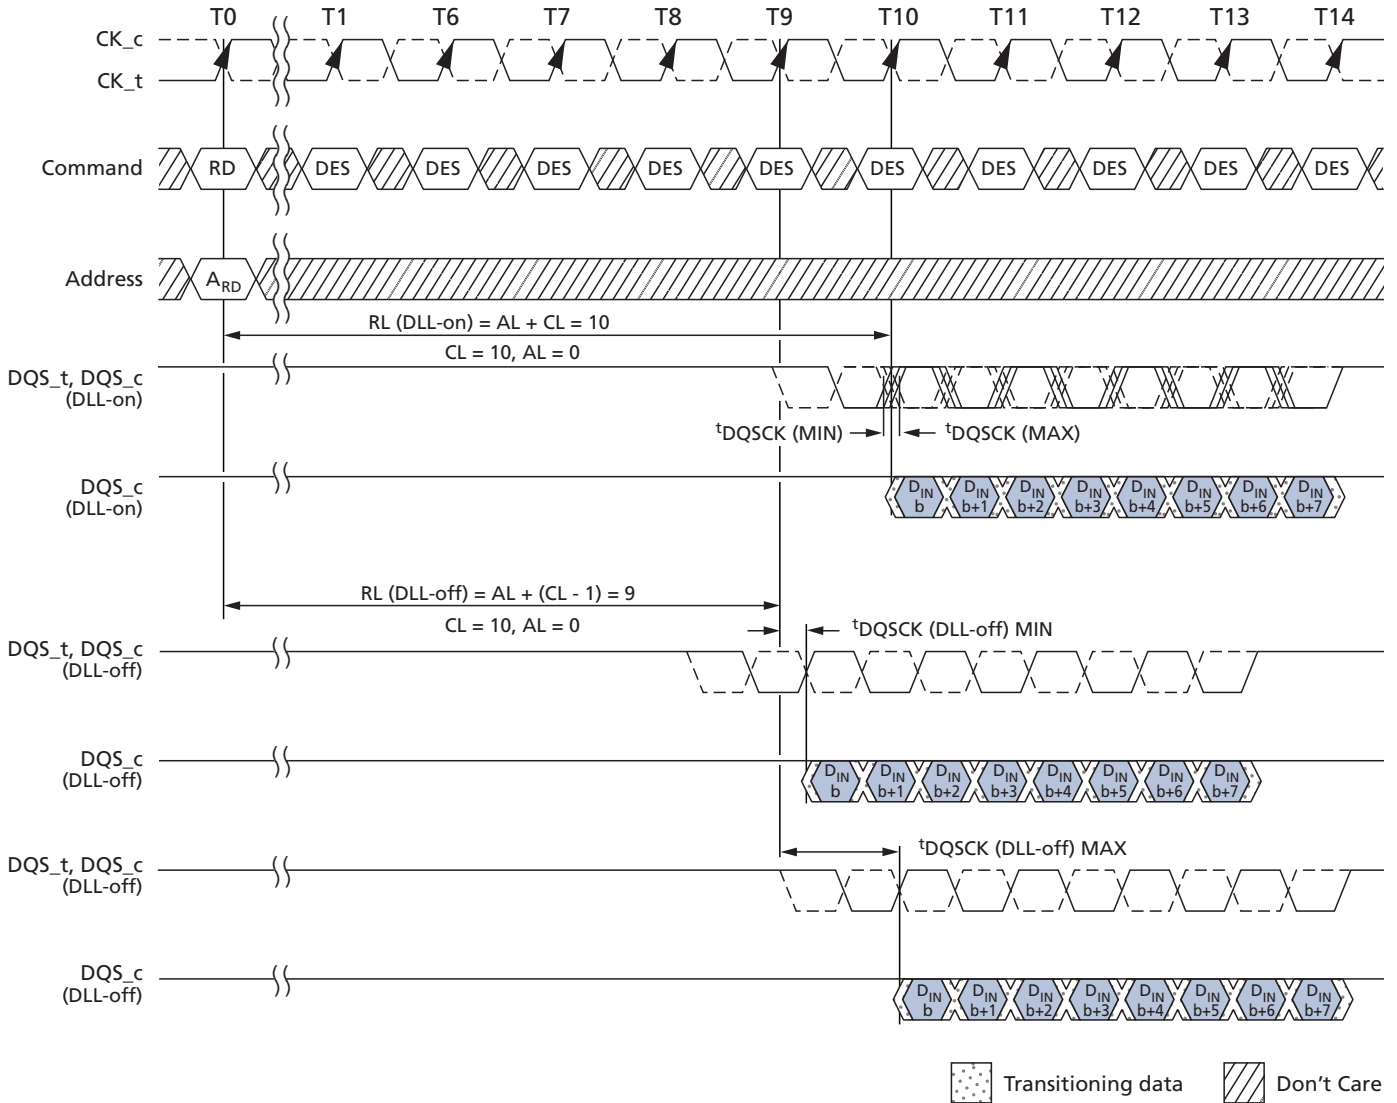 T0 T1 T6 T7 T8 T9 T10 T11 T12 T13 T14
CK_c
CK_t
Command RD DES DES DES DES DES DES DES DES DES DES
Address ARD
RL (DLL-on) = AL + CL = 10
CL = 10, AL = 0
DQS_t, DQS_c
(DLL-on)
tDQSCK (MIN) tDQSCK (MAX)
DQS_c
(DLL-on)
DIN b DIN b+1 DIN b+2 DIN b+3 DIN b+4 DIN b+5 DIN b+6 DIN b+7
RL (DLL-off) = AL + (CL - 1) = 9
CL = 10, AL = 0
tDQSCK (DLL-off) MIN
DQS_t, DQS_c
(DLL-off)
DQS_c
(DLL-off)
DIN b DIN b+1 DIN b+2 DIN b+3 DIN b+4 DIN b+5 DIN b+6 DIN b+7
tDQSCK (DLL-off) MAX
DQS_t, DQS_c
(DLL-off)
DQS_c
(DLL-off)
DIN b DIN b+1 DIN b+2 DIN b+3 DIN b+4 DIN b+5 DIN b+6 DIN b+7
Transitioning data Don't Care